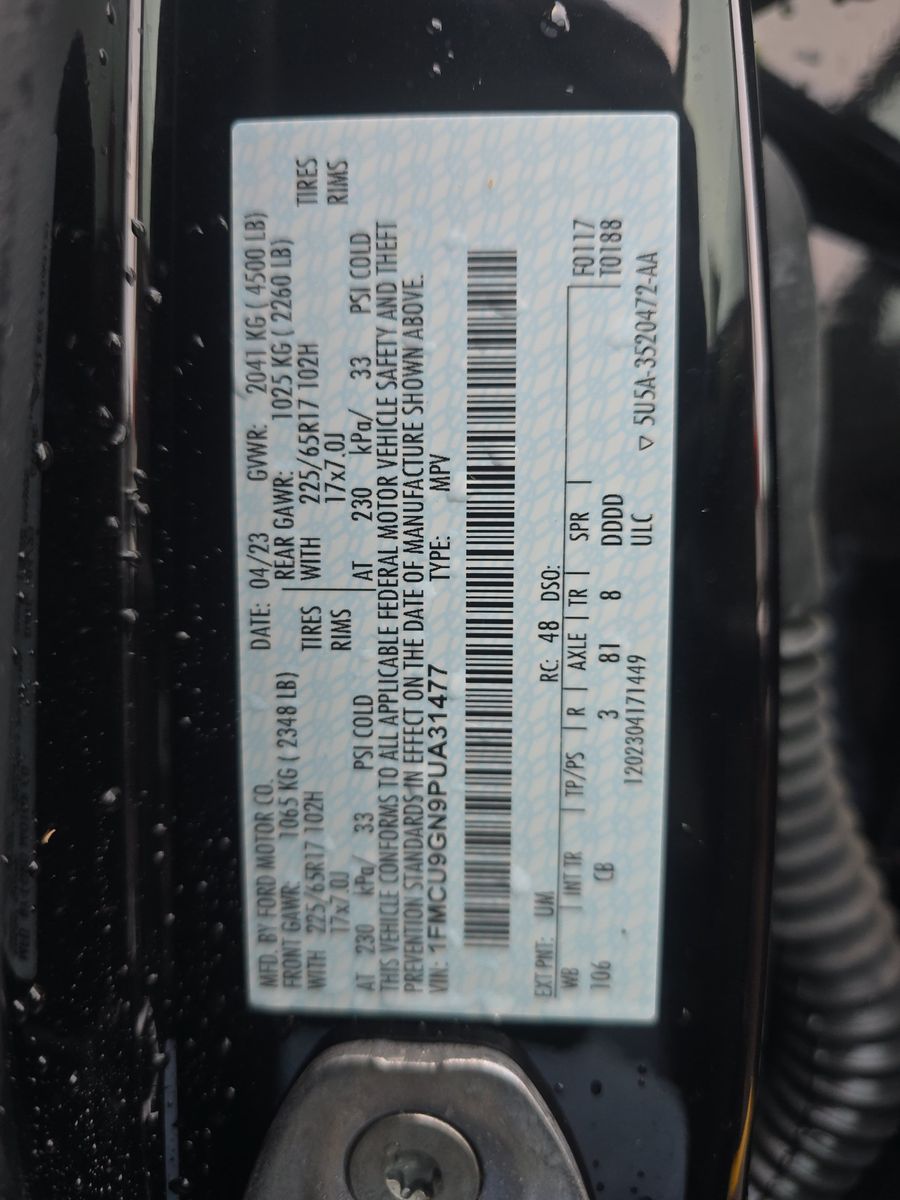 MFD. BY FORD MOTOR CO. DATE: 04/23 GVWR: 2041 KG ( 4500 LB)
FRONT GAWR: 1065 KG ( 2348 LB) REAR GAWR: 1025 KG ( 2260 LB)
WITH 225/65R17 102H TIRES WITH 225/65R17 102H TIRES
17x7.0J RIMS 17x7.0J RIMS
AT 230 kPa/ 33 PSI COLD AT 230 kPa/ 33 PSI COLD
THIS VEHICLE CONFORMS TO ALL APPLICABLE FEDERAL MOTOR VEHICLE SAFETY AND THEFT
PREVENTION STANDARDS IN EFFECT ON THE DATE OF MANUFACTURE SHOWN ABOVE.
VIN: 1FMCU9GN9PUA31477 TYPE: MPV
EXT PNT: UM RC: 48 DSO:
WB INT TR TP/PS R AXLE TR SPR F0117
106 CB 3 81 8 DDDD T0188
1202304171449 ULC ▽ 5U5A-3520472-AA